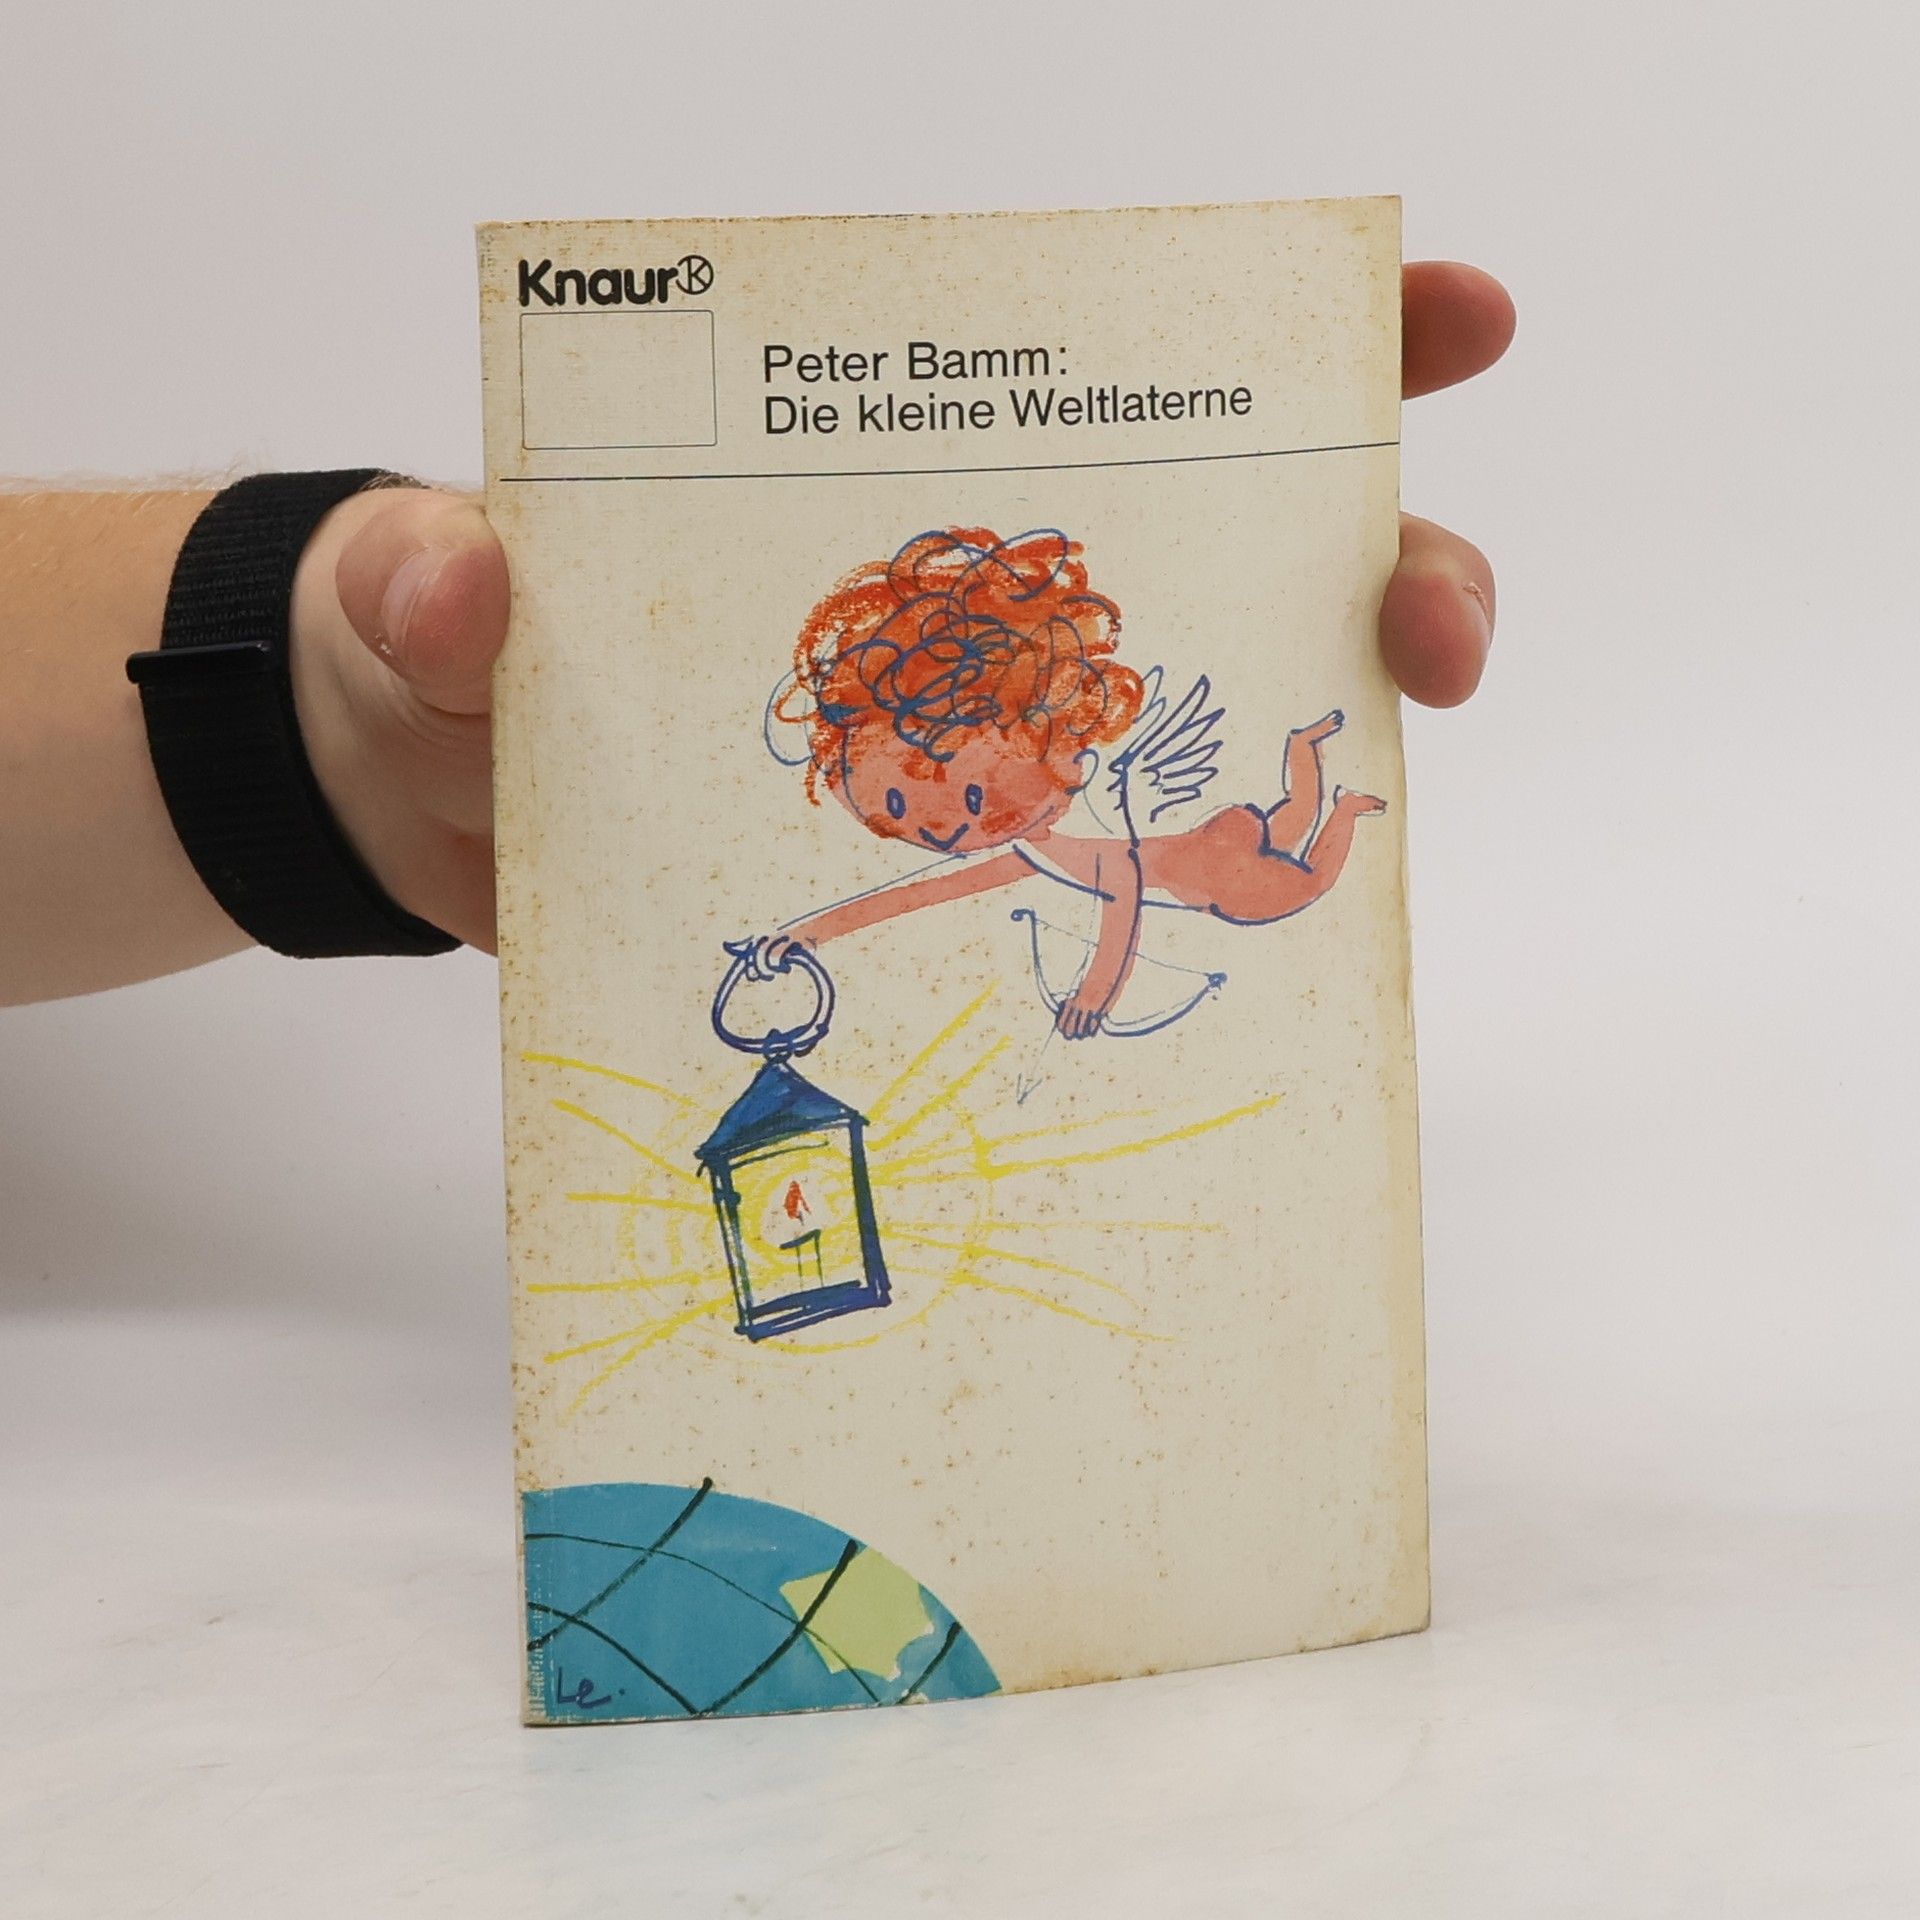 Knaur
Peter Bamm:
Die kleine Weltlaterne
Le.